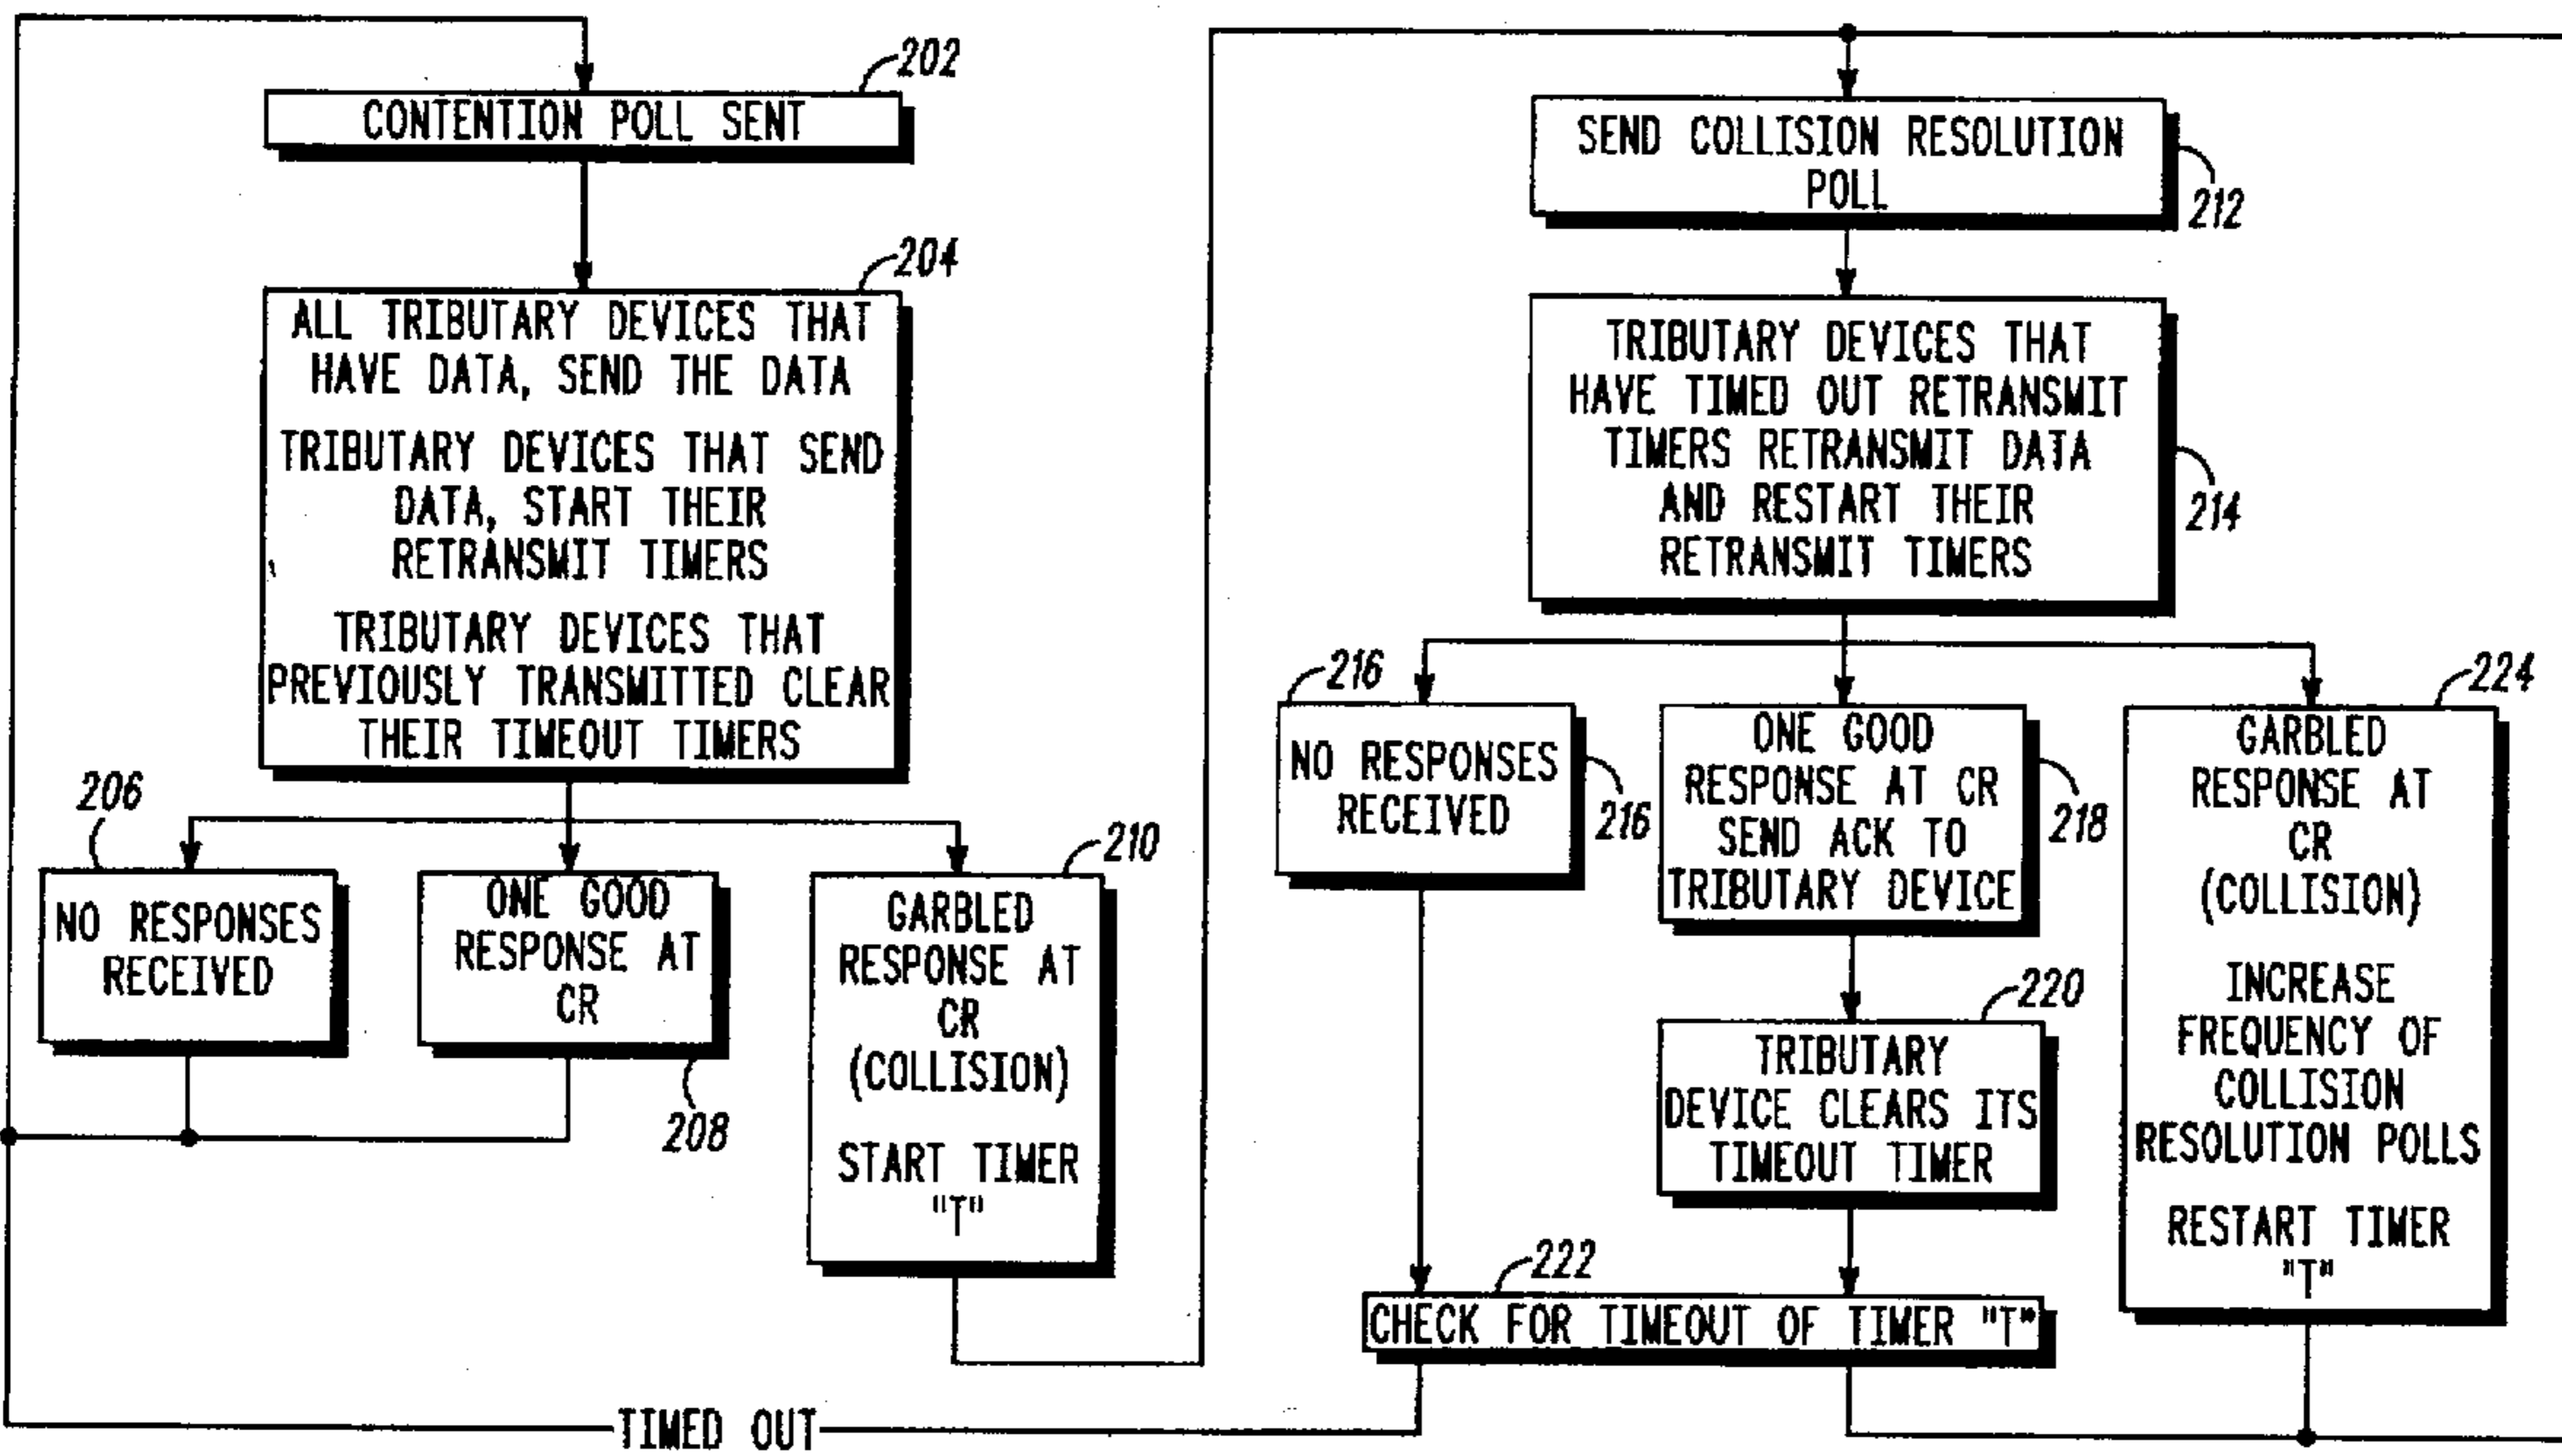 202
CONTENTION POLL SENT
204
ALL TRIBUTARY DEVICES THAT
HAVE DATA, SEND THE DATA
TRIBUTARY DEVICES THAT SEND
DATA, START THEIR
RETRANSMIT TIMERS
TRIBUTARY DEVICES THAT
PREVIOUSLY TRANSMITTED CLEAR
THEIR TIMEOUT TIMERS
206
NO RESPONSES
RECEIVED
ONE GOOD
RESPONSE AT
CR
208
210
GARBLED
RESPONSE AT
CR
(COLLISION)
START TIMER
"T"
SEND COLLISION RESOLUTION
POLL
212
TRIBUTARY DEVICES THAT
HAVE TIMED OUT RETRANSMIT
TIMERS RETRANSMIT DATA
AND RESTART THEIR
RETRANSMIT TIMERS
214
216
NO RESPONSES
RECEIVED
216
ONE GOOD
RESPONSE AT CR
SEND ACK TO
TRIBUTARY DEVICE
218
220
TRIBUTARY
DEVICE CLEARS ITS
TIMEOUT TIMER
224
GARBLED
RESPONSE AT
CR
(COLLISION)
INCREASE
FREQUENCY OF
COLLISION
RESOLUTION POLLS
RESTART TIMER
"T"
222
CHECK FOR TIMEOUT OF TIMER "T"
TIMED OUT